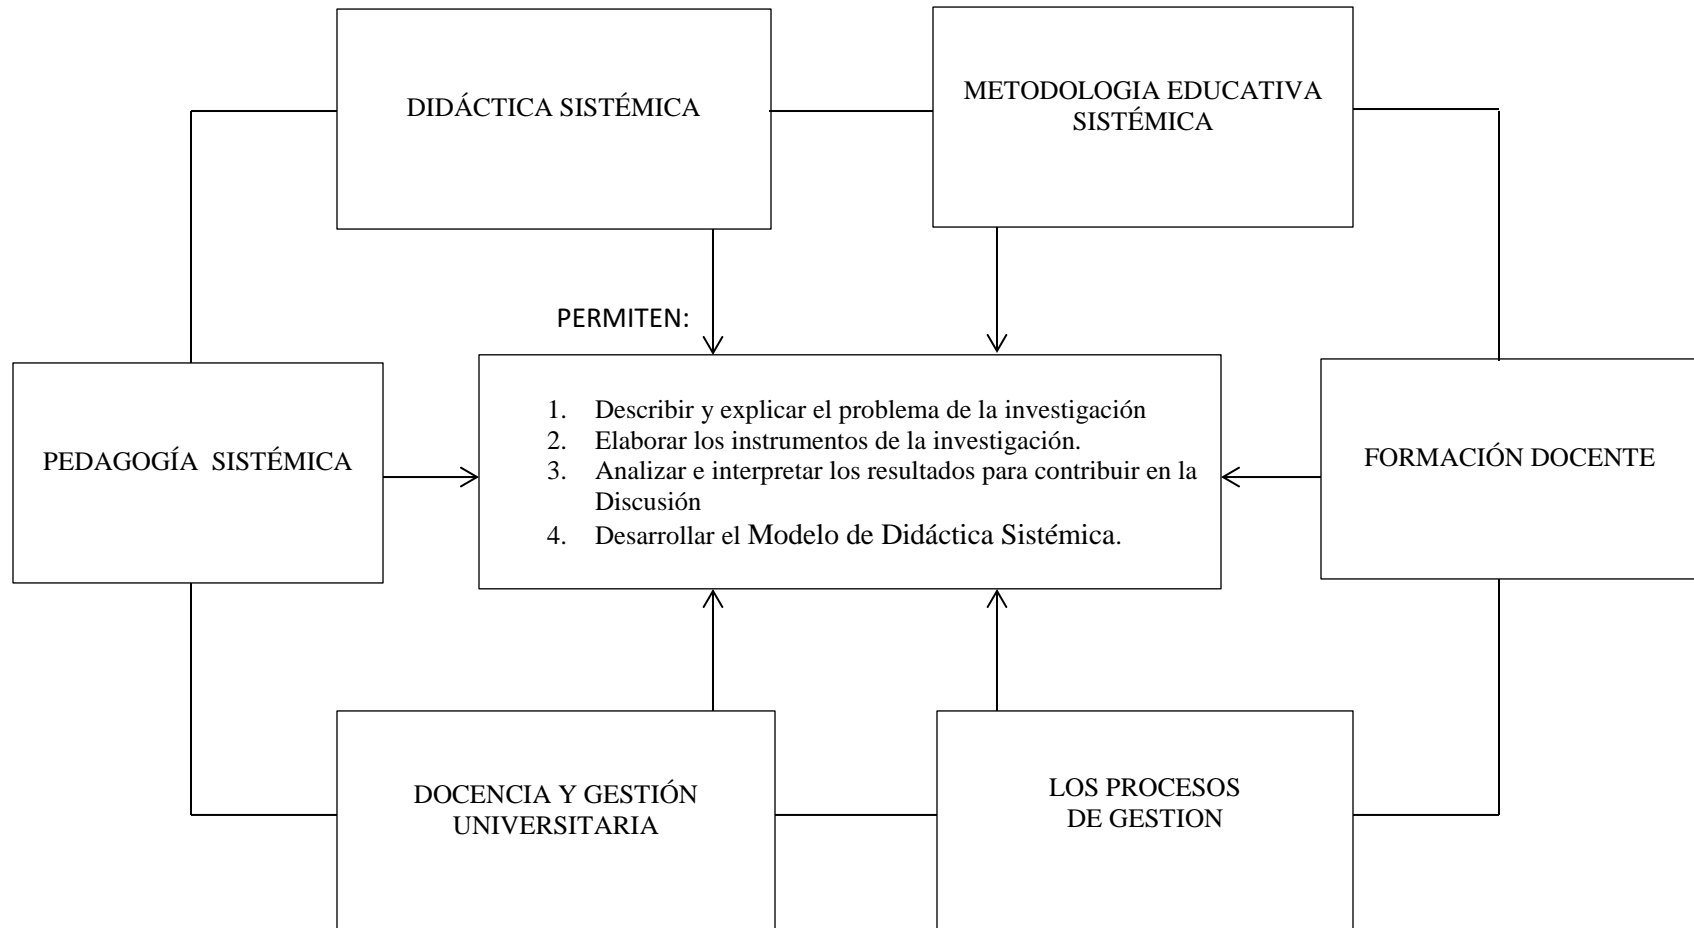 DIDÁCTICA SISTÉMICA
METODOLOGIA EDUCATIVA
SISTÉMICA
PERMITEN:
PEDAGOGÍA SISTÉMICA
1. Describir y explicar el problema de la investigación
2. Elaborar los instrumentos de la investigación.
3. Analizar e interpretar los resultados para contribuir en la
Discusión
4. Desarrollar el Modelo de Didáctica Sistémica.
FORMACIÓN DOCENTE
DOCENCIA Y GESTIÓN
UNIVERSITARIA
LOS PROCESOS
DE GESTION